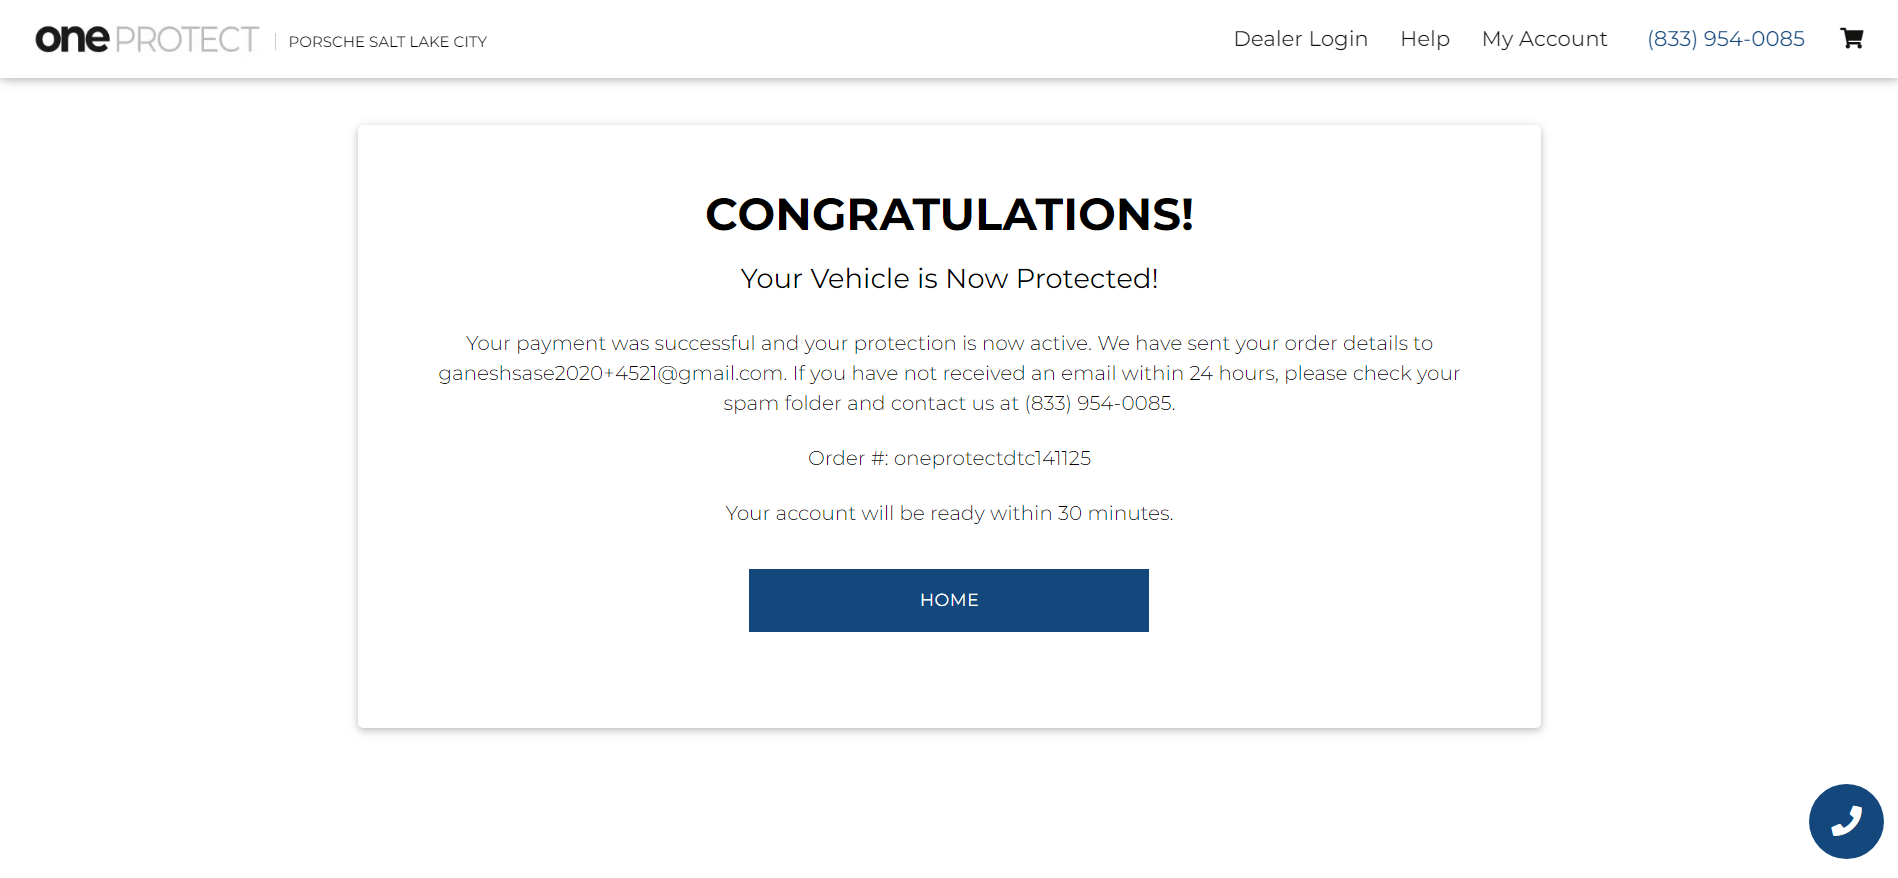 one PROTECT | PORSCHE SALT LAKE CITY Dealer Login Help My Account (833) 954-0085
CONGRATULATIONS!
Your Vehicle is Now Protected!
Your payment was successful and your protection is now active. We have sent your order details to
ganeshsase2020+4521@gmail.com. If you have not received an email within 24 hours, please check your
spam folder and contact us at (833) 954-0085.
Order #: oneprotectdtc141125
Your account will be ready within 30 minutes.
HOME